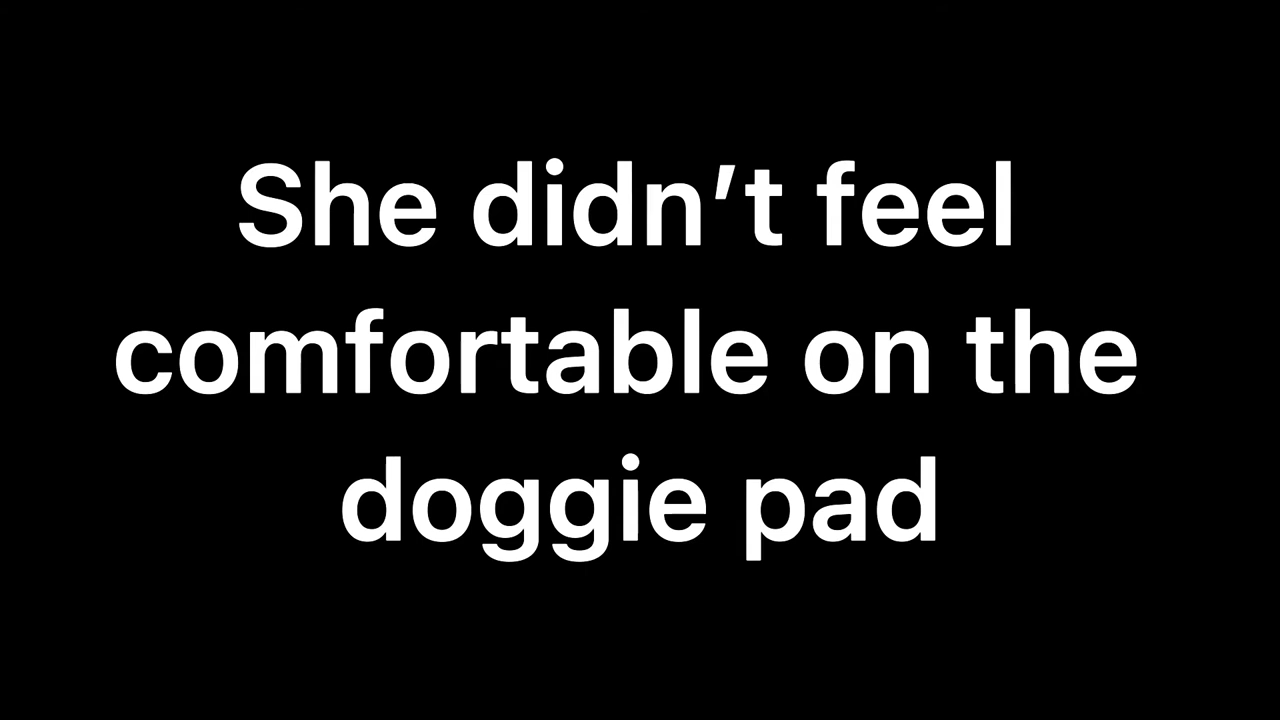 She didn’t feel
comfortable on the
doggie pad